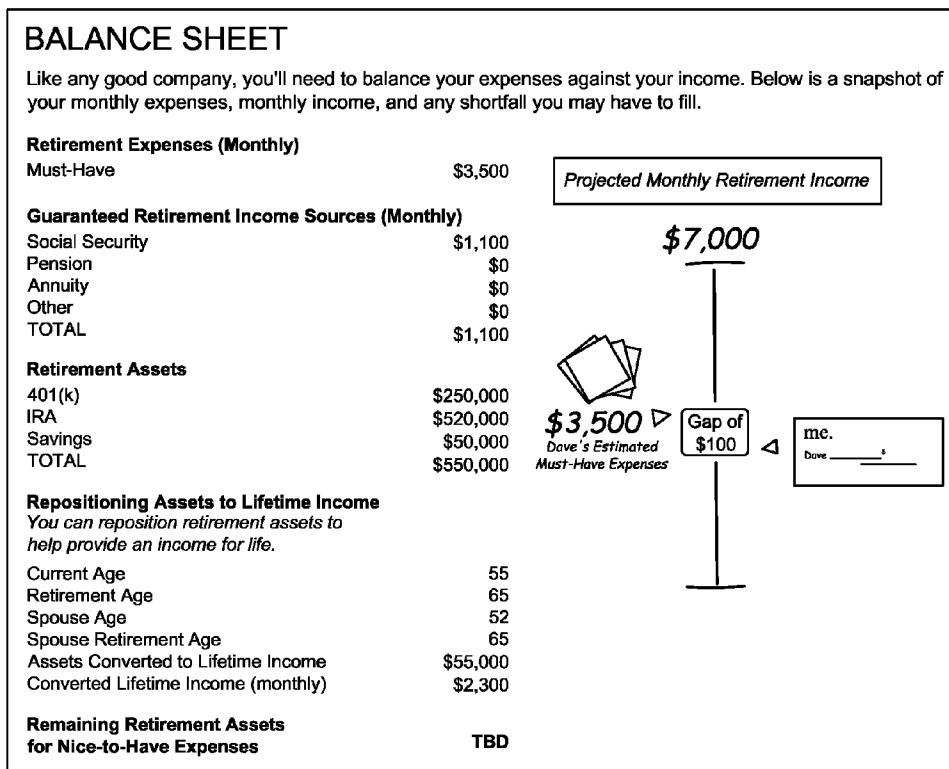 BALANCE SHEET
Like any good company, you'll need to balance your expenses against your income. Below is a snapshot of
your monthly expenses, monthly income, and any shortfall you may have to fill.
Retirement Expenses (Monthly)
Must-Have $3,500
Guaranteed Retirement Income Sources (Monthly)
Social Security $1,100
Pension $0
Annuity $0
Other $0
TOTAL $1,100
Retirement Assets
401(k) $250,000
IRA $520,000
Savings $50,000
TOTAL $550,000
Repositioning Assets to Lifetime Income
You can reposition retirement assets to
help provide an income for life.
Current Age 55
Retirement Age 65
Spouse Age 52
Spouse Retirement Age 65
Assets Converted to Lifetime Income $55,000
Converted Lifetime Income (monthly) $2,300
Remaining Retirement Assets
for Nice-to-Have Expenses TBD
Projected Monthly Retirement Income
$7,000
$3,500
Dave's Estimated
Must-Have Expenses
Gap of
$100
me.
Dave $